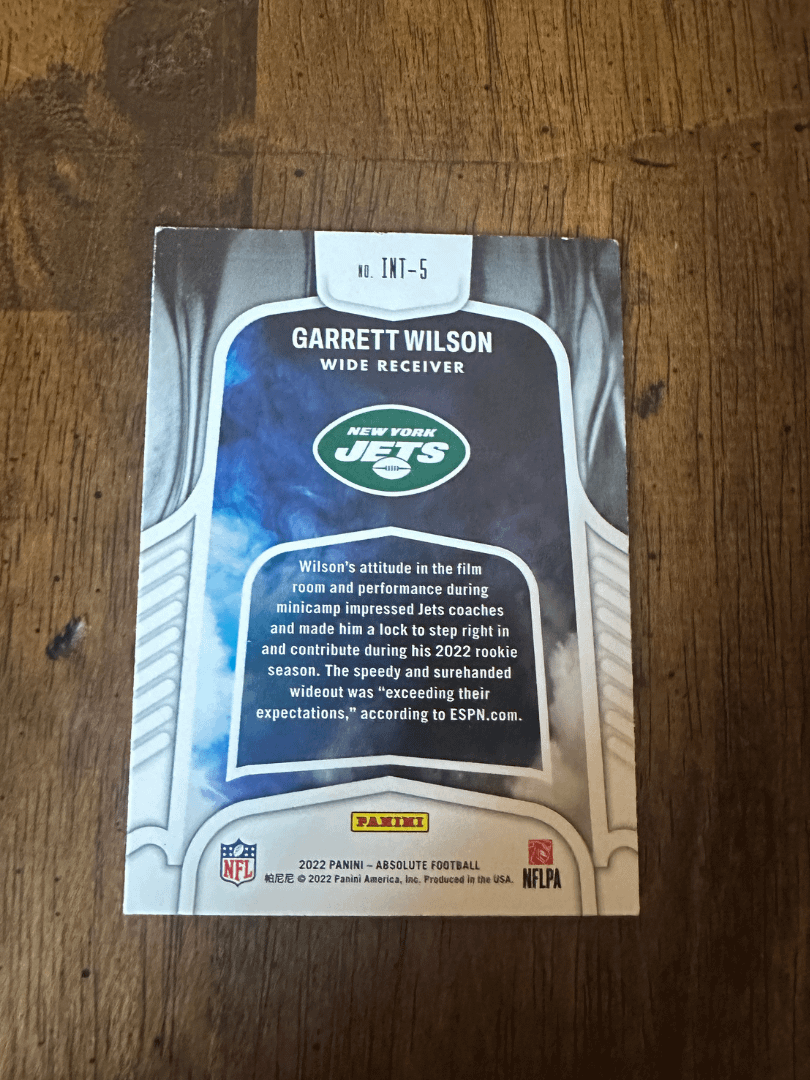 NO. INT-5
GARRETT WILSON
WIDE RECEIVER
NEW YORK
JETS
Wilson's attitude in the film
room and performance during
minicamp impressed Jets coaches
and made him a lock to step right in
and contribute during his 2022 rookie
season. The speedy and surehanded
wideout was “exceeding their
expectations,” according to ESPN.com.
PANINI
NFL
2022 PANINI – ABSOLUTE FOOTBALL
帕尼尼 © 2022 Panini America, Inc. Produced in the USA.
NFLPA